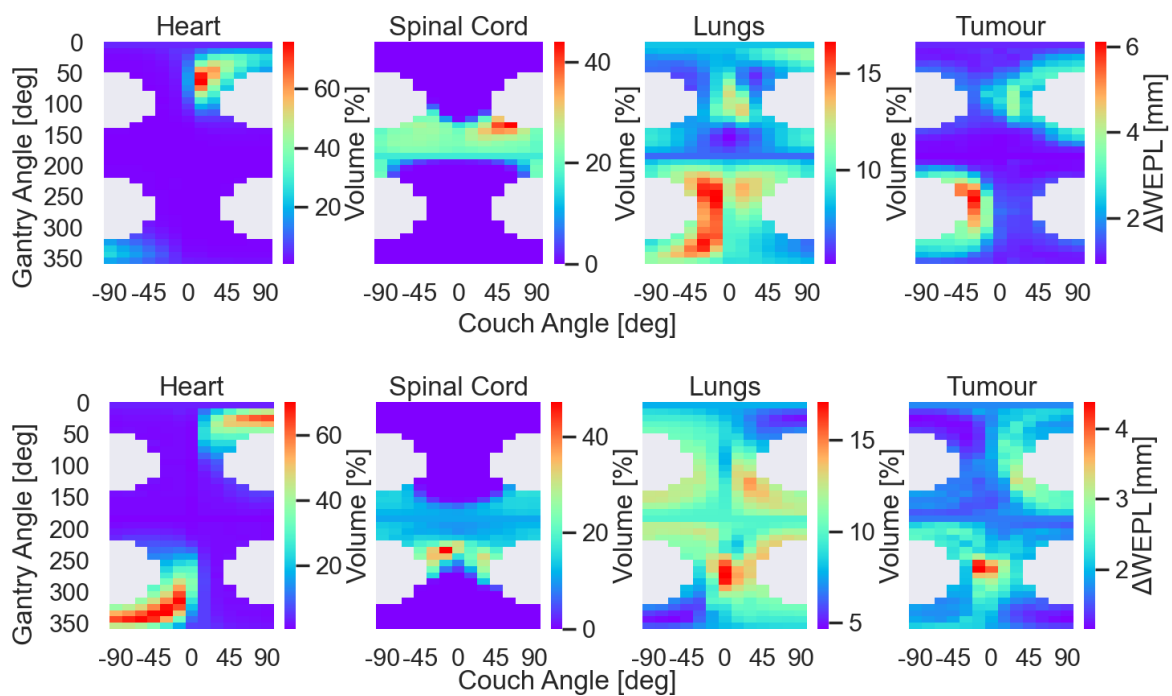 Heart Spinal Cord Lungs Tumour
Gantry Angle [deg]
0
50
100
150
200
250
300
350
-90 -45 0 45 90
60
40
20
Volume [%]
-90 -45 0 45 90
40
20
0
Volume [%]
-90 -45 0 45 90
15
10
Volume [%]
-90 -45 0 45 90
6
4
2
ΔWEPL [mm]
Couch Angle [deg]
Heart Spinal Cord Lungs Tumour
Gantry Angle [deg]
0
50
100
150
200
250
300
350
-90 -45 0 45 90
60
40
20
Volume [%]
-90 -45 0 45 90
40
20
0
Volume [%]
-90 -45 0 45 90
15
10
5
Volume [%]
-90 -45 0 45 90
4
3
2
ΔWEPL [mm]
Couch Angle [deg]